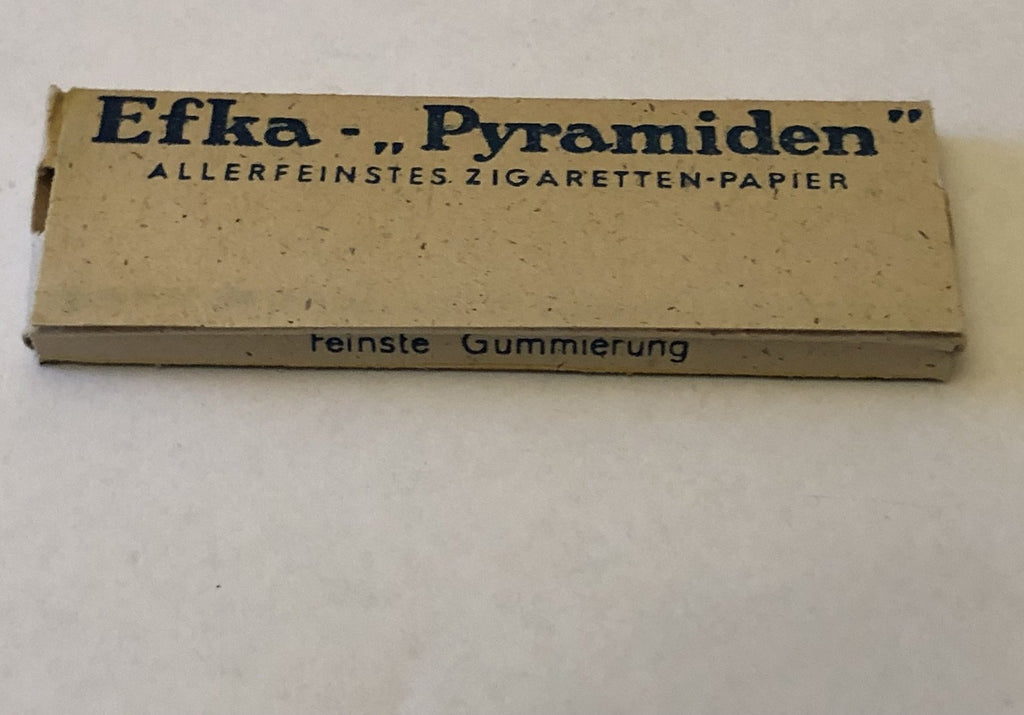 Efka - „Pyramiden”
ALLERFEINSTES ZIGARETTEN-PAPIER
Feinste Gummierung